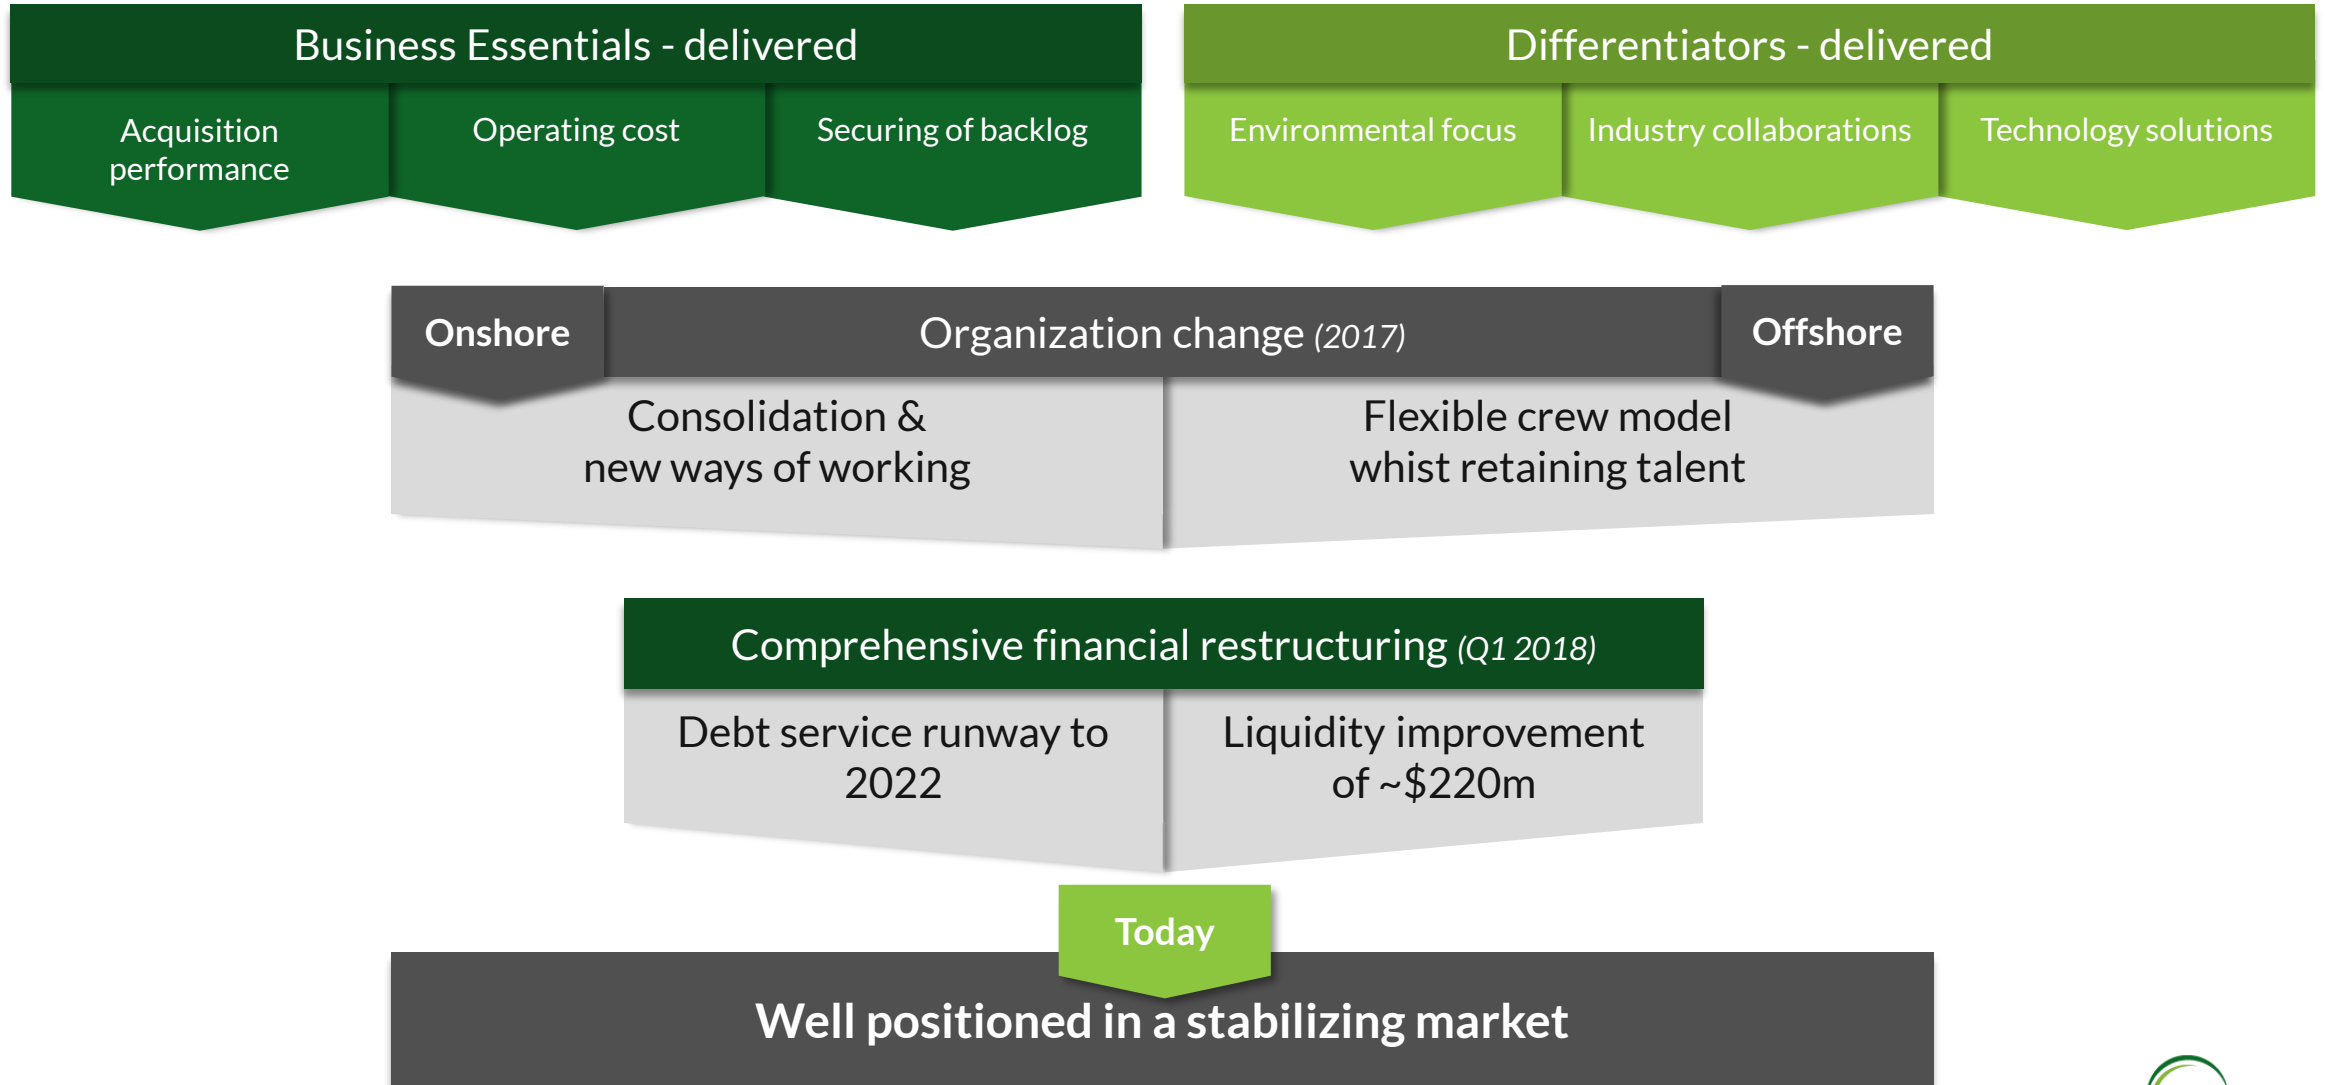 Business Essentials - delivered
Acquisition
performance
Operating cost
Securing of backlog
Differentiators - delivered
Environmental focus
Industry collaborations
Technology solutions
Onshore
Organization change (2017)
Offshore
Consolidation &
new ways of working
Flexible crew model
whist retaining talent
Comprehensive financial restructuring (Q1 2018)
Debt service runway to
2022
Liquidity improvement
of ~$220m
Today
Well positioned in a stabilizing market